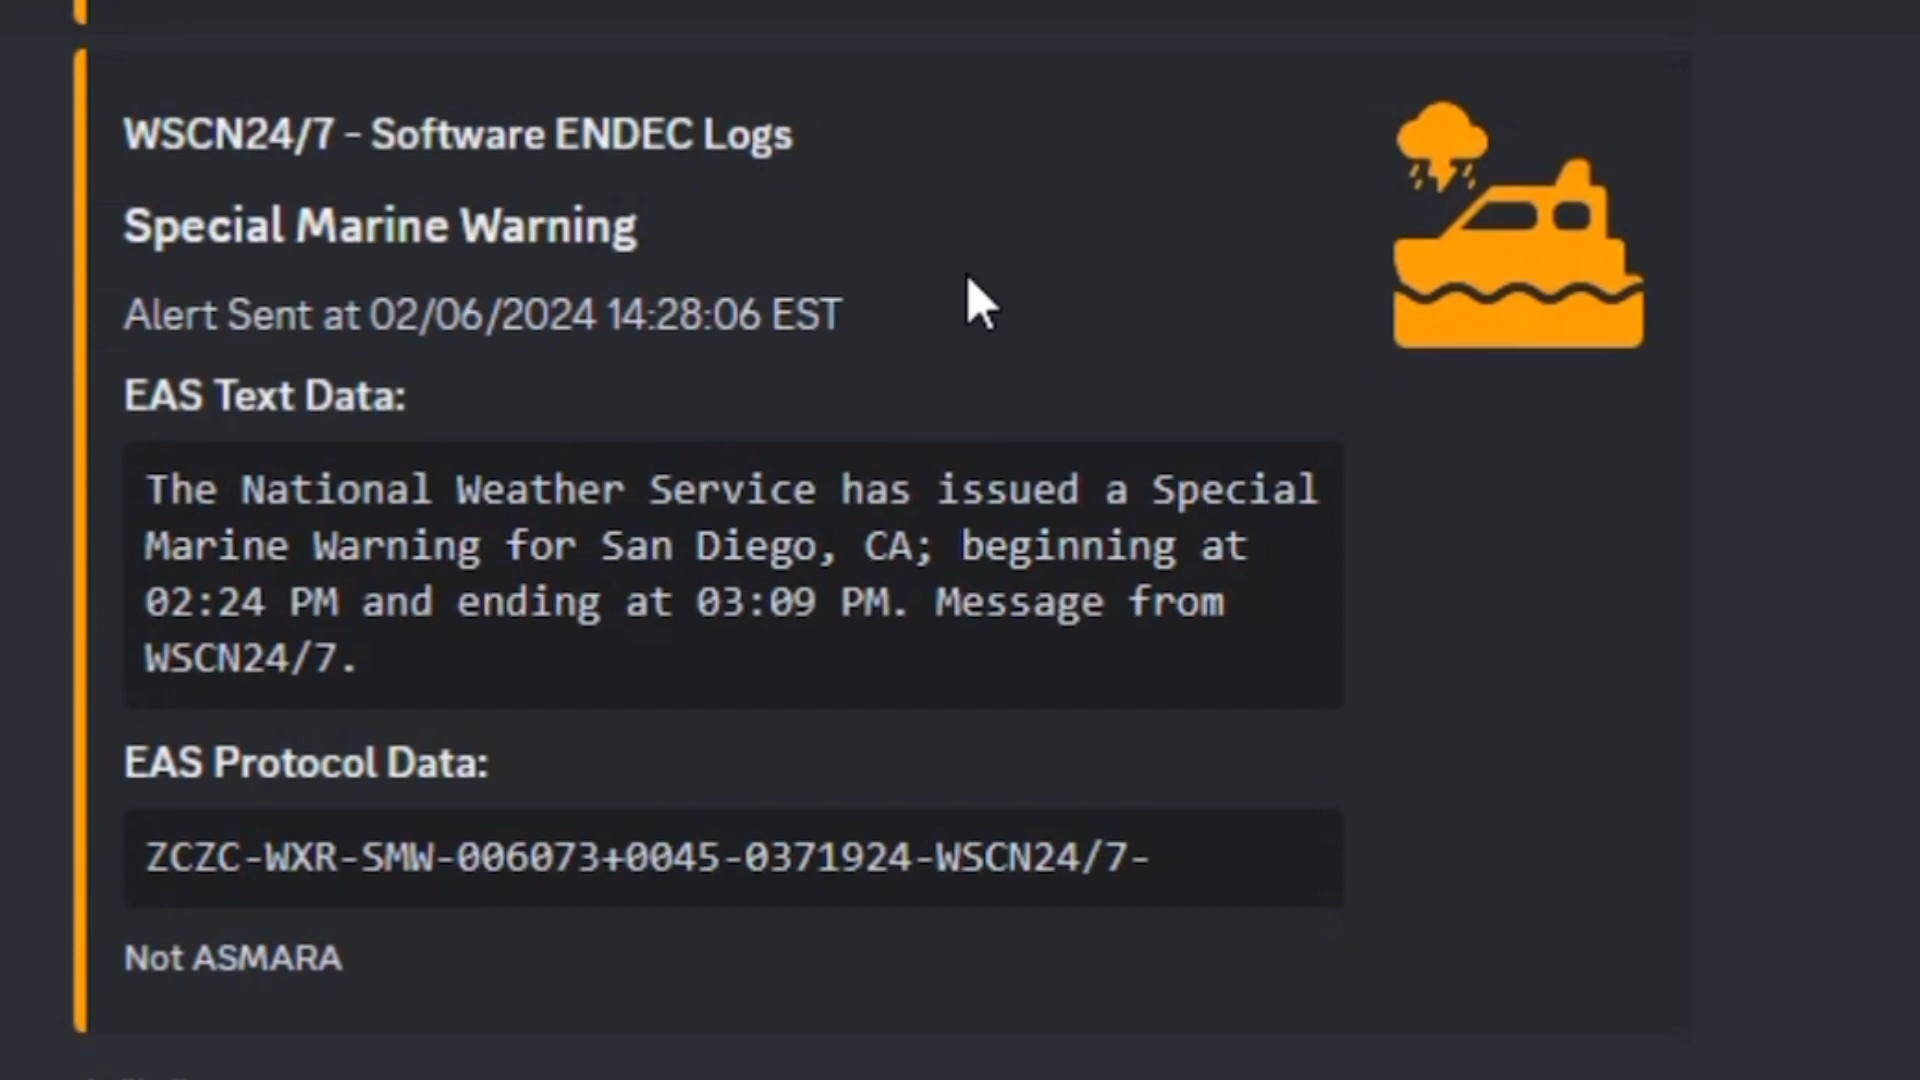 WSCN24/7 - Software ENDEC Logs
Special Marine Warning
Alert Sent at 02/06/2024 14:28:06 EST
EAS Text Data:
The National Weather Service has issued a Special
Marine Warning for San Diego, CA; beginning at
02:24 PM and ending at 03:09 PM. Message from
WSCN24/7.
EAS Protocol Data:
ZCZC-WXR-SMW-006073+0045-0371924-WSCN24/7-
Not ASMARA